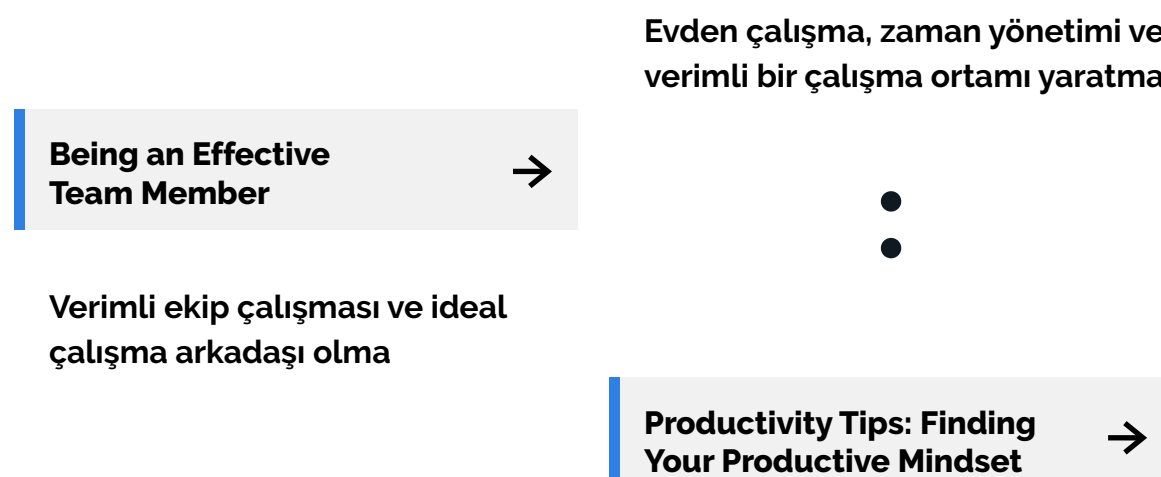 Being an Effective
Team Member
Verimli ekip çalışması ve ideal
çalışma arkadaşı olma
Evden çalışma, zaman yönetimi ve
verimli bir çalışma ortamı yaratma
Productivity Tips: Finding
Your Productive Mindset